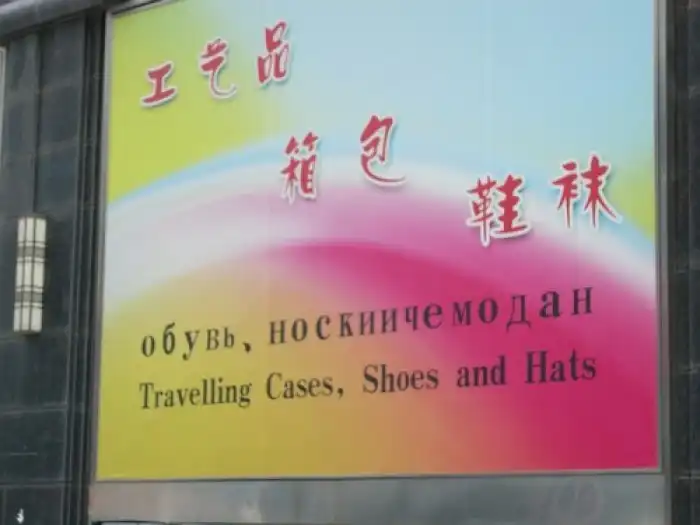 工艺品
箱包
鞋袜
обувь、носкиичемодан
Travelling Cases, Shoes and Hats